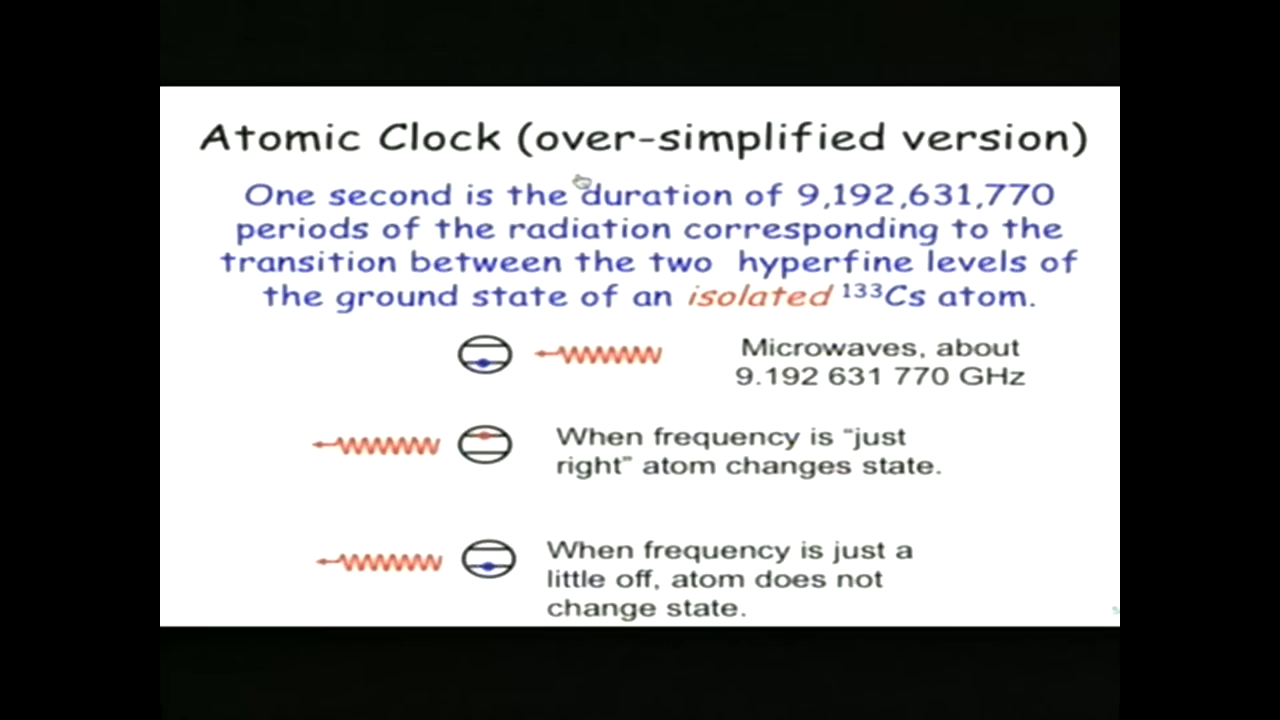 Atomic Clock (over-simplified version)
One second is the duration of 9,192,631,770
periods of the radiation corresponding to the
transition between the two hyperfine levels of
the ground state of an isolated ¹³³Cs atom.
Microwaves, about
9.192 631 770 GHz
When frequency is “just
right” atom changes state.
When frequency is just a
little off, atom does not
change state.